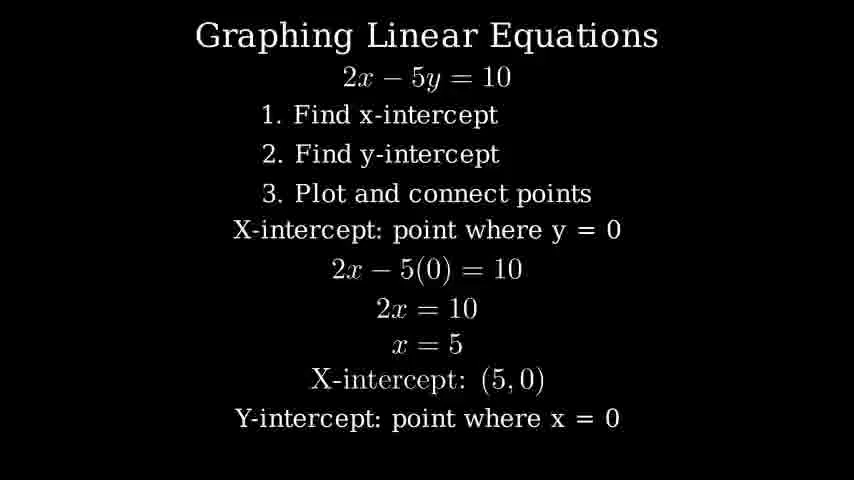 Graphing Linear Equations
2x − 5y = 10
1. Find x-intercept
2. Find y-intercept
3. Plot and connect points
X-intercept: point where y = 0
2x − 5(0) = 10
2x = 10
x = 5
X-intercept: (5, 0)
Y-intercept: point where x = 0